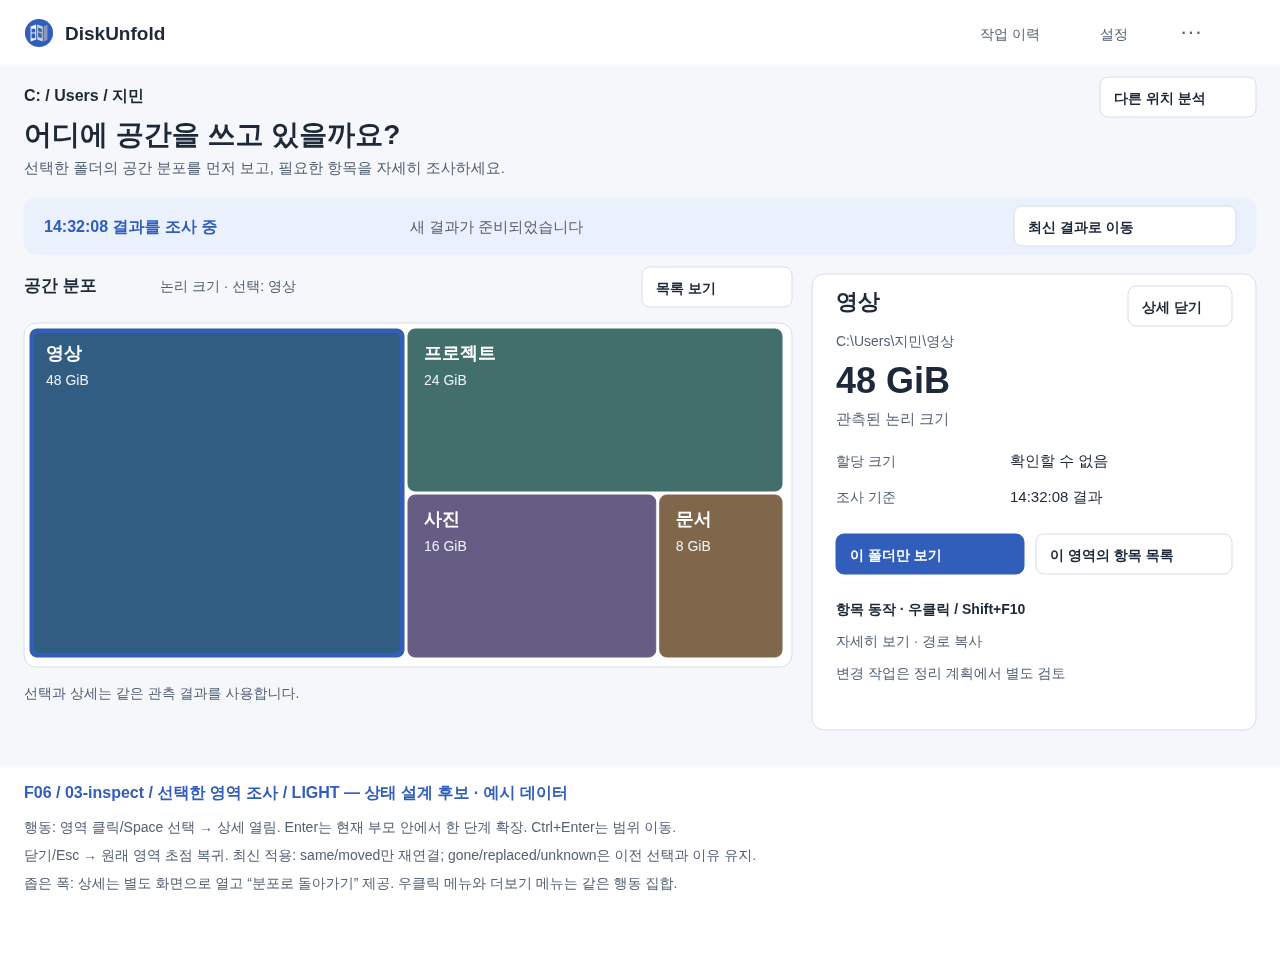 DiskUnfold
작업 이력
설정
···
C: / Users / 지민
다른 위치 분석
어디에 공간을 쓰고 있을까요?
선택한 폴더의 공간 분포를 먼저 보고, 필요한 항목을 자세히 조사하세요.
14:32:08 결과를 조사 중
새 결과가 준비되었습니다
최신 결과로 이동
공간 분포
논리 크기 · 선택: 영상
목록 보기
영상
48 GiB
프로젝트
24 GiB
사진
16 GiB
문서
8 GiB
선택과 상세는 같은 관측 결과를 사용합니다.
영상
상세 닫기
C:\Users\지민\영상
48 GiB
관측된 논리 크기
할당 크기
확인할 수 없음
조사 기준
14:32:08 결과
이 폴더만 보기
이 영역의 항목 목록
항목 동작 · 우클릭 / Shift+F10
자세히 보기 · 경로 복사
변경 작업은 정리 계획에서 별도 검토
F06 / 03-inspect / 선택한 영역 조사 / LIGHT — 상태 설계 후보 · 예시 데이터
행동: 영역 클릭/Space 선택 → 상세 열림. Enter는 현재 부모 안에서 한 단계 확장. Ctrl+Enter는 범위 이동.
닫기/Esc → 원래 영역 초점 복귀. 최신 적용: same/moved만 재연결; gone/replaced/unknown은 이전 선택과 이유 유지.
좁은 폭: 상세는 별도 화면으로 열고 “분포로 돌아가기” 제공. 우클릭 메뉴와 더보기 메뉴는 같은 행동 집합.